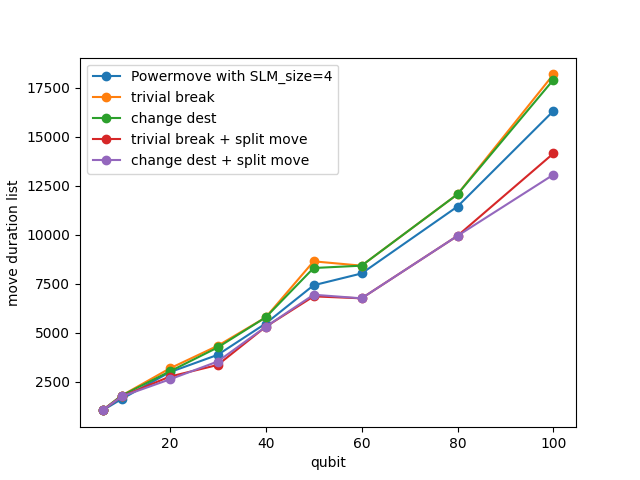 Powermove with SLM_size=4
trivial break
change dest
trivial break + split move
change dest + split move
move duration list
17500
15000
12500
10000
7500
5000
2500
20 40 60 80 100
qubit